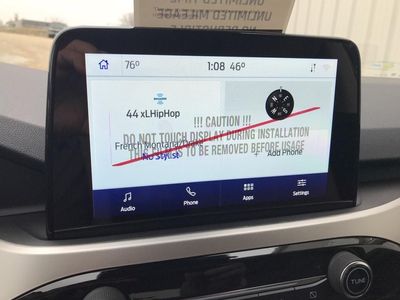 UNLIMITED MILEAGE
76° 1:08 46°
44 xLHipHop
!!! CAUTION !!!
DO NOT TOUCH DISPLAY DURING INSTALLATION
French Montana/Drake
THIS FILM IS TO BE REMOVED BEFORE USAGE
No Stylist
+ Add Phone
Audio
Phone
Apps
Settings
TUNE